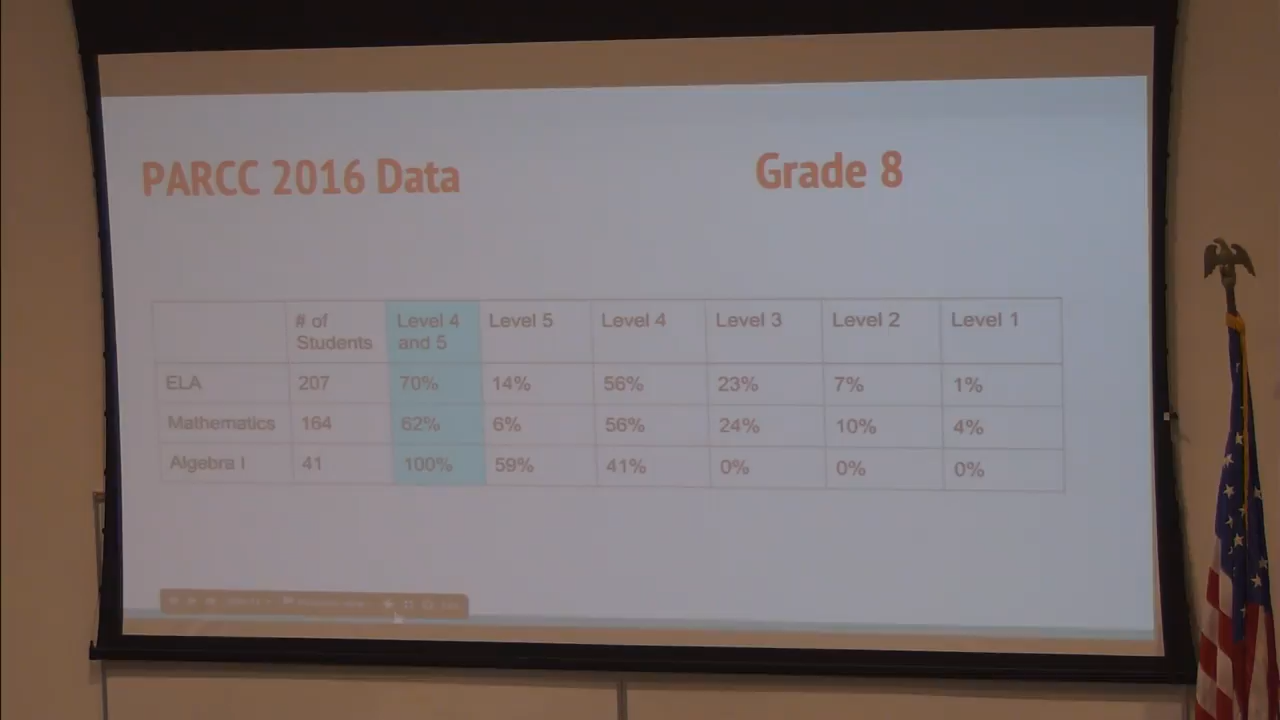 PARCC 2016 Data
Grade 8
# of Students Level 4 and 5 Level 5 Level 4 Level 3 Level 2 Level 1
ELA 207 70% 14% 56% 23% 7% 1%
Mathematics 164 62% 6% 56% 24% 10% 4%
Algebra I 41 100% 59% 41% 0% 0% 0%